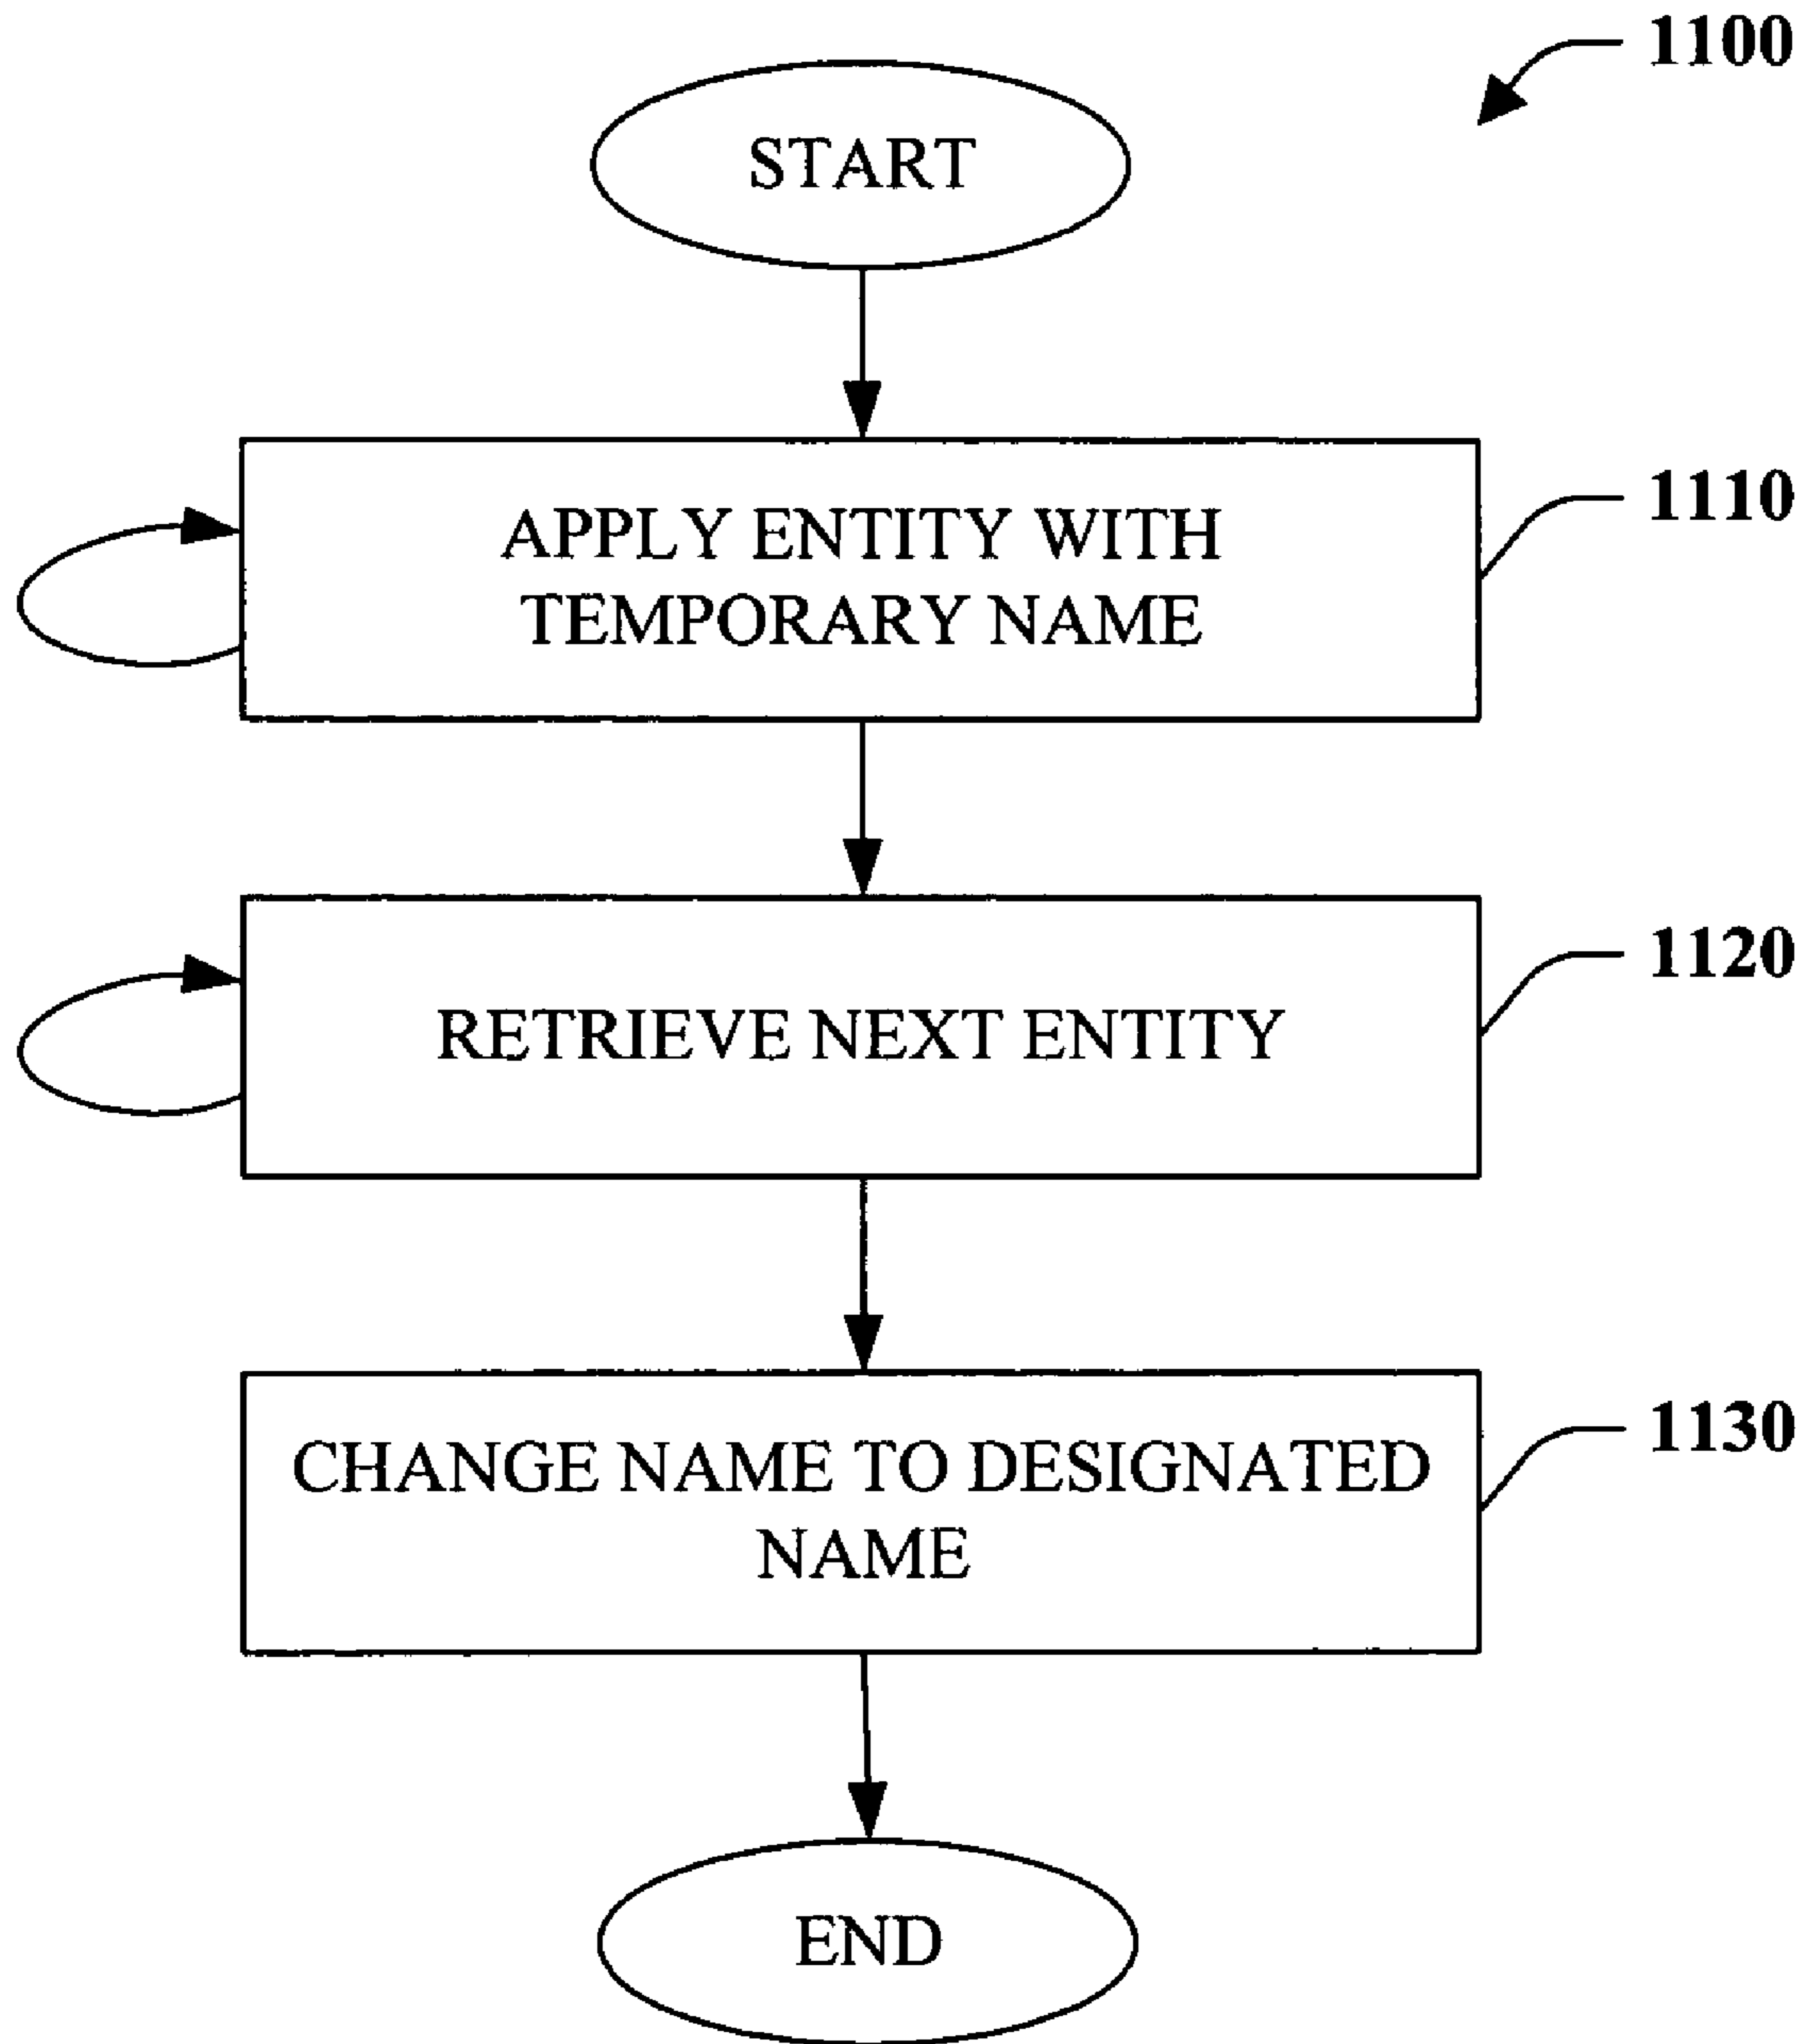 1100
START
APPLY ENTITY WITH
TEMPORARY NAME
1110
RETRIEVE NEXT ENTITY
1120
CHANGE NAME TO DESIGNATED
NAME
1130
END